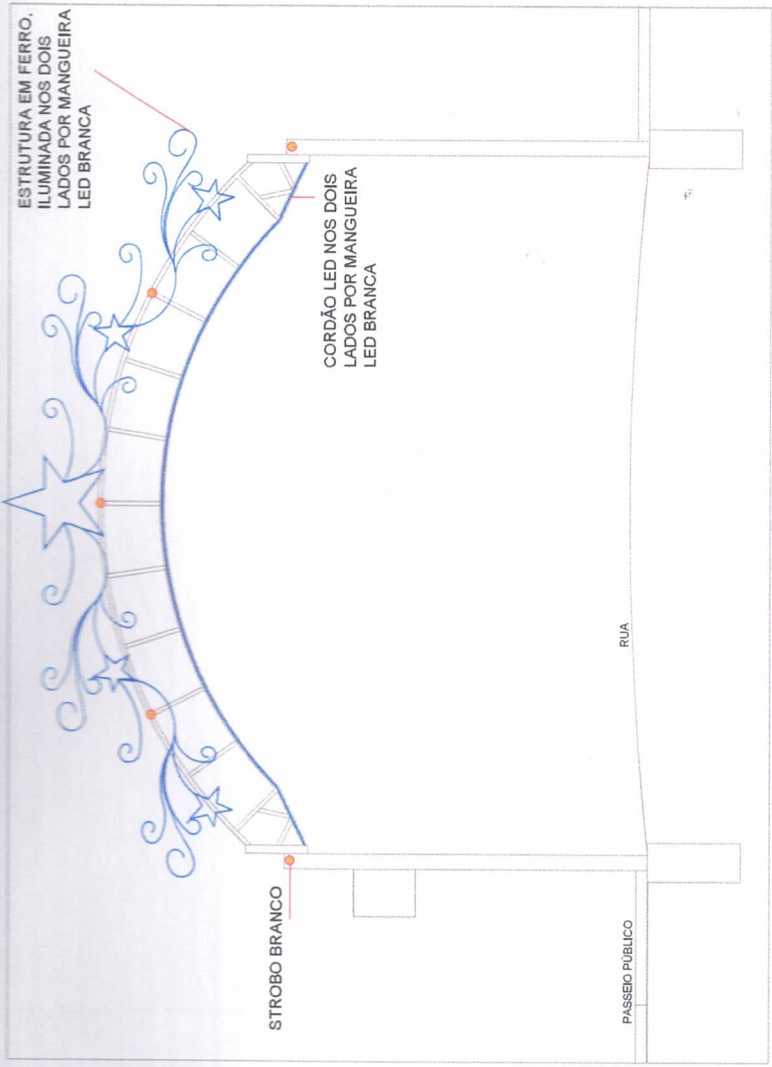 ESTRUTURA EM FERRO,
ILUMINADA NOS DOIS
LADOS POR MANGUEIRA
LED BRANCA
CORDÃO LED NOS DOIS
LADOS POR MANGUEIRA
LED BRANCA
STROBO BRANCO
RUA
PASSEIO PÚBLICO